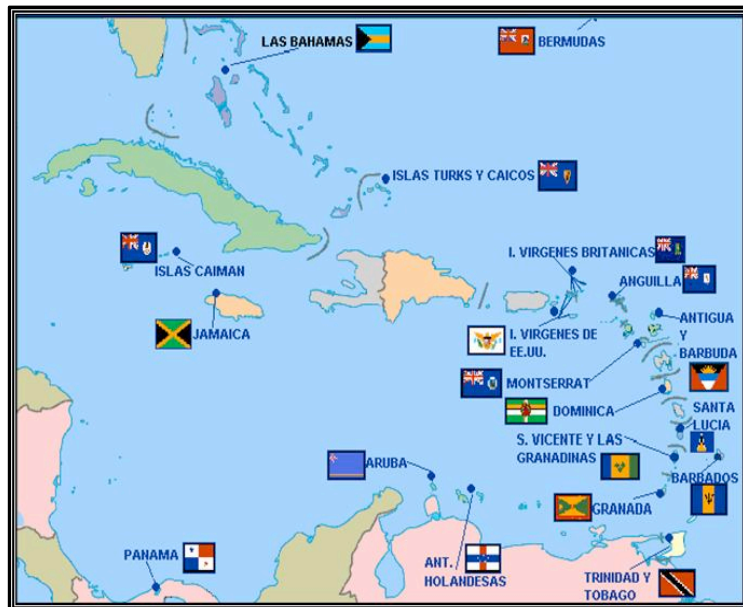 LAS BAHAMAS
BERMUDAS
ISLAS TURKS Y CAICOS
I. VIRGENES BRITANICAS
ISLAS CAIMAN
ANGUILLA
JAMAICA
I. VIRGENES DE
EE.UU.
ANTIGUA
Y
BARBUDA
MONTSERRAT
DOMINICA
SANTA
LUCIA
S. VICENTE Y LAS
GRANADINAS
ARUBA
BARBADOS
GRANADA
PANAMA
ANT.
HOLANDESAS
TRINIDAD Y
TOBAGO